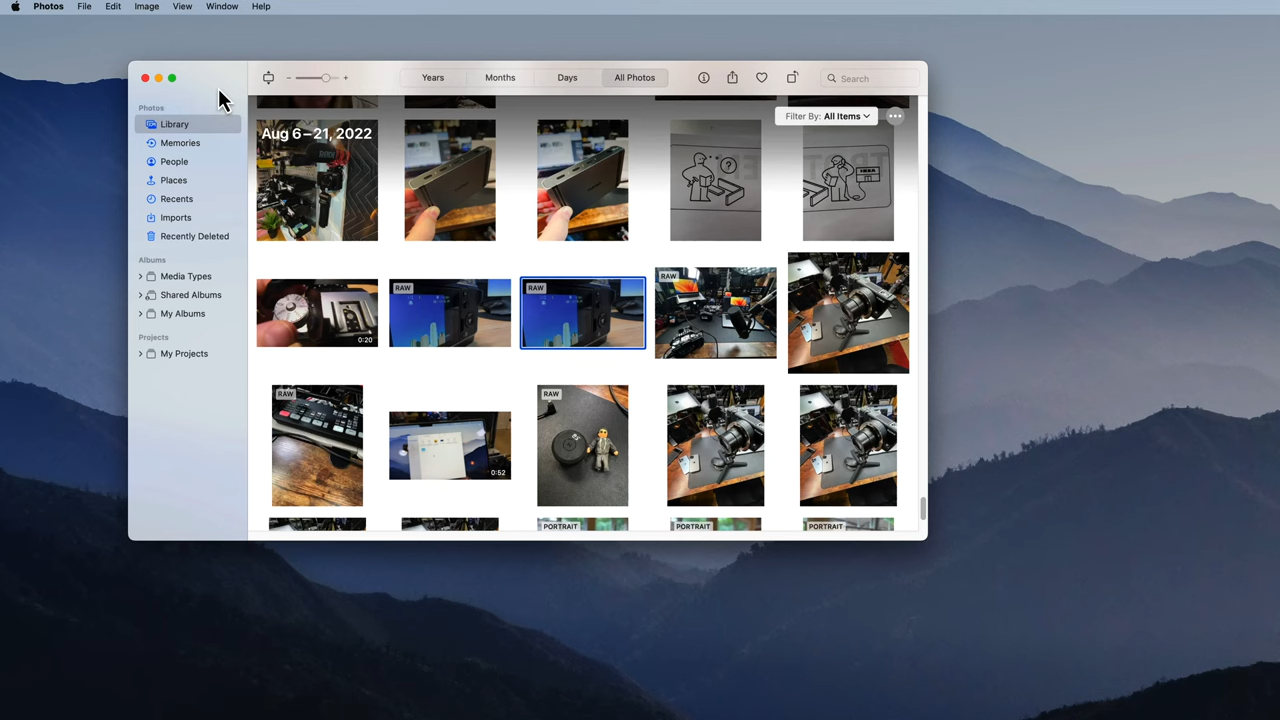 Photos File Edit Image View Window Help
Years Months Days All Photos Search
Photos
Library
Memories
People
Places
Recents
Imports
Recently Deleted
Albums
Media Types
Shared Albums
My Albums
Projects
My Projects
Aug 6–21, 2022
Filter By: All Items
IKEA
0:20
RAW
RAW
RAW
RAW
0:52
RAW
PORTRAIT
PORTRAIT
PORTRAIT